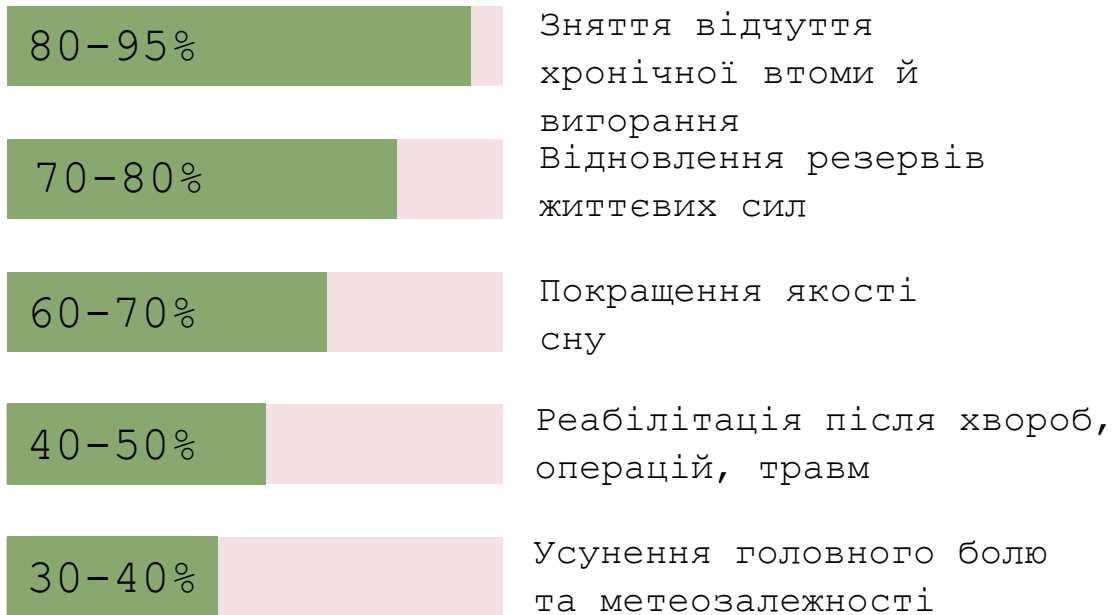 80-95%
Зняття відчуття
хронічної втоми й
вигорання
70-80%
Відновлення резервів
життєвих сил
60-70%
Покращення якості
сну
40-50%
Реабілітація після хвороб,
операцій, травм
30-40%
Усунення головного болю
та метеозалежності